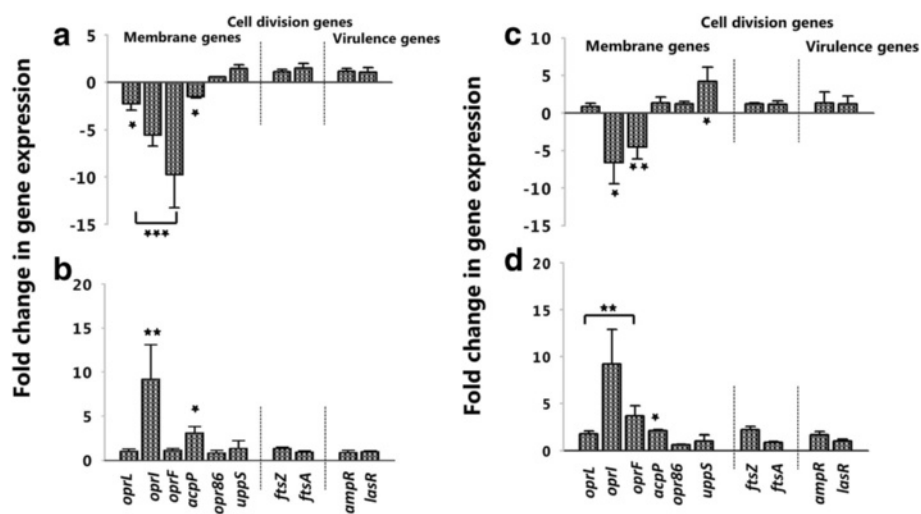 Cell division genes
a
Membrane genes
Virulence genes
5
0
-5
-10
-15
*
*
***
Fold change in gene expression
b
20
15
10
5
0
**
*
oprL
oprI
oprF
acpP
opr86
uppS
ftsZ
ftsA
ampR
lasR
Cell division genes
c
Membrane genes
Virulence genes
10
5
0
-5
-10
-15
*
**
*
Fold change in gene expression
d
20
15
10
5
0
**
*
oprL
oprI
oprF
acpP
opr86
uppS
ftsZ
ftsA
ampR
lasR